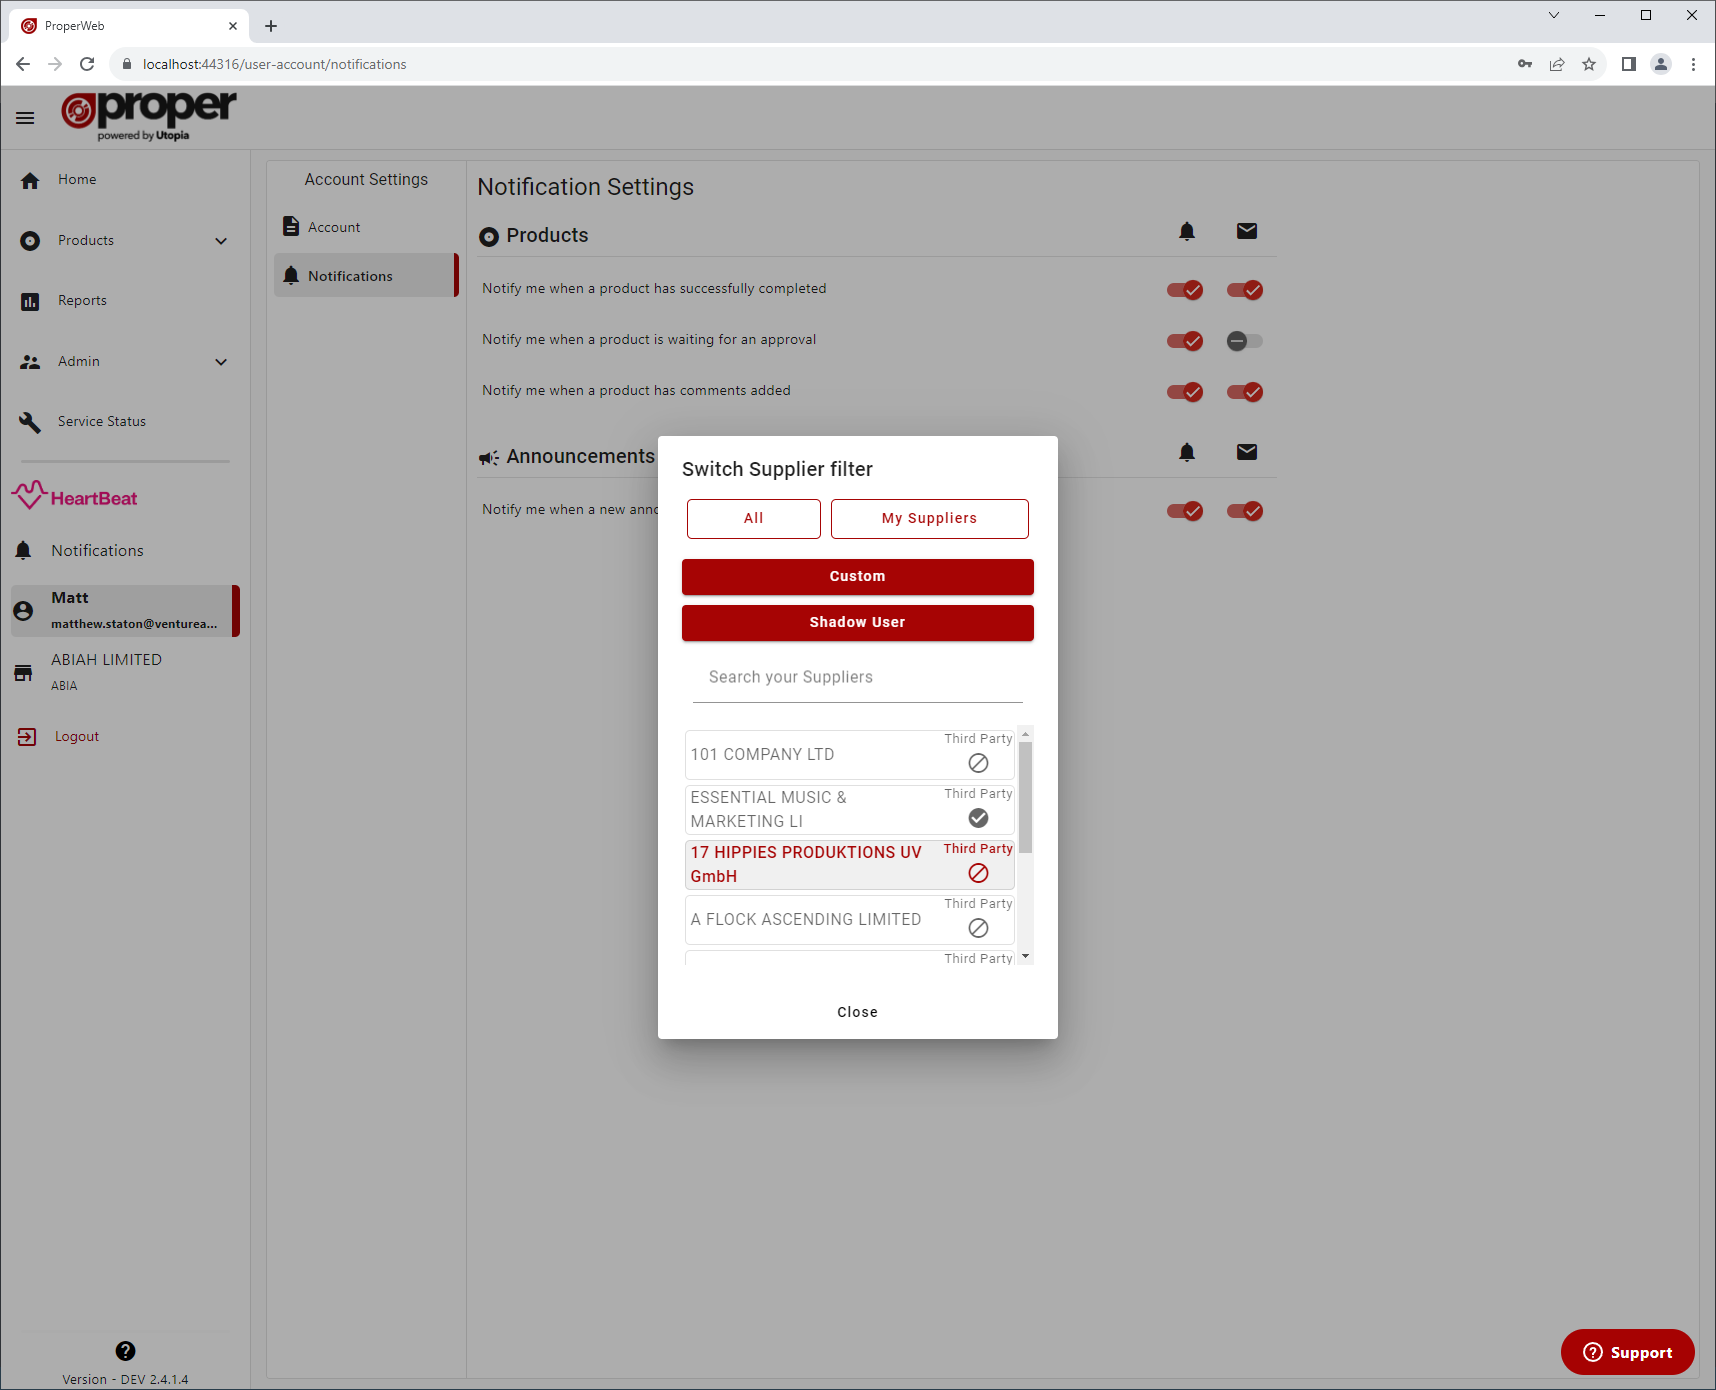 ProperWeb
localhost:44316/user-account/notifications
proper
powered by Utopia
Home
Products
Reports
Admin
Service Status
HeartBeat
Notifications
Matt
matthew.staton@venturea...
ABIAH LIMITED
ABIA
Logout
Version - DEV 2.4.1.4
Account Settings
Account
Notifications
Notification Settings
Products
Notify me when a product has successfully completed
Notify me when a product is waiting for an approval
Notify me when a product has comments added
Announcements
Notify me when a new anno
Switch Supplier filter
All
My Suppliers
Custom
Shadow User
Search your Suppliers
101 COMPANY LTD
Third Party
ESSENTIAL MUSIC &
MARKETING LI
Third Party
17 HIPPIES PRODUKTIONS UV
GmbH
Third Party
A FLOCK ASCENDING LIMITED
Third Party
Third Party
Close
Support